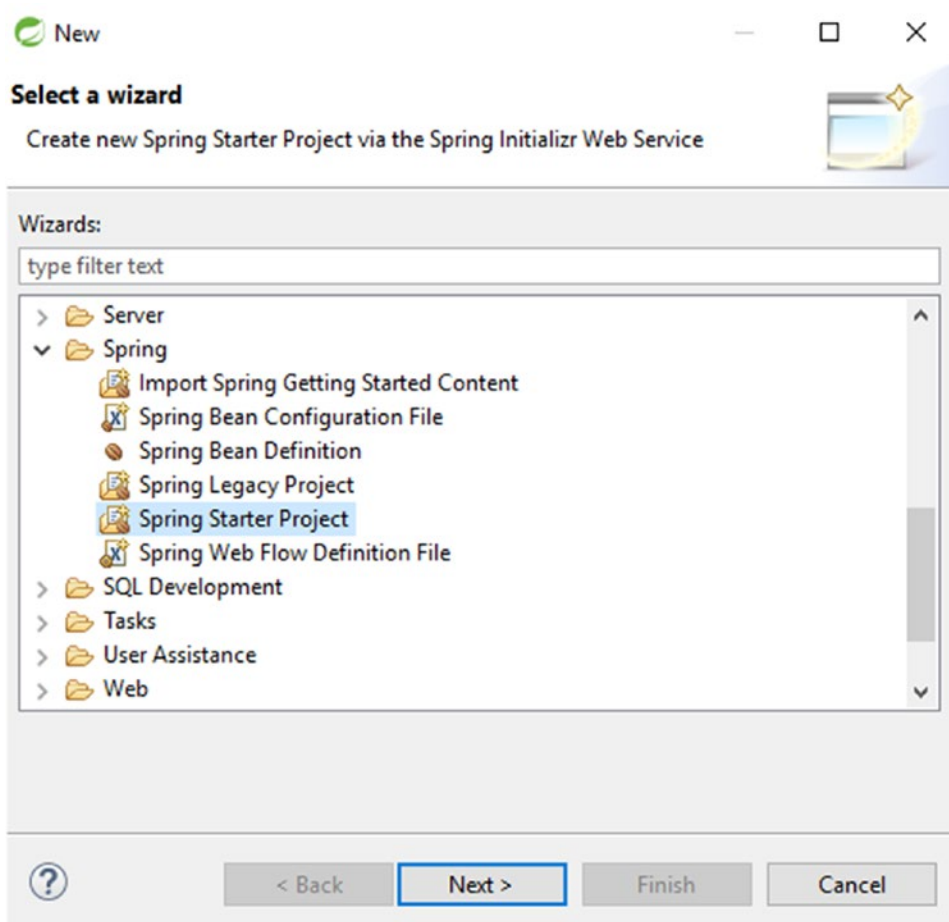 New
Select a wizard
Create new Spring Starter Project via the Spring Initializr Web Service
Wizards:
type filter text
Server
Spring
Import Spring Getting Started Content
Spring Bean Configuration File
Spring Bean Definition
Spring Legacy Project
Spring Starter Project
Spring Web Flow Definition File
SQL Development
Tasks
User Assistance
Web
? < Back Next > Finish Cancel